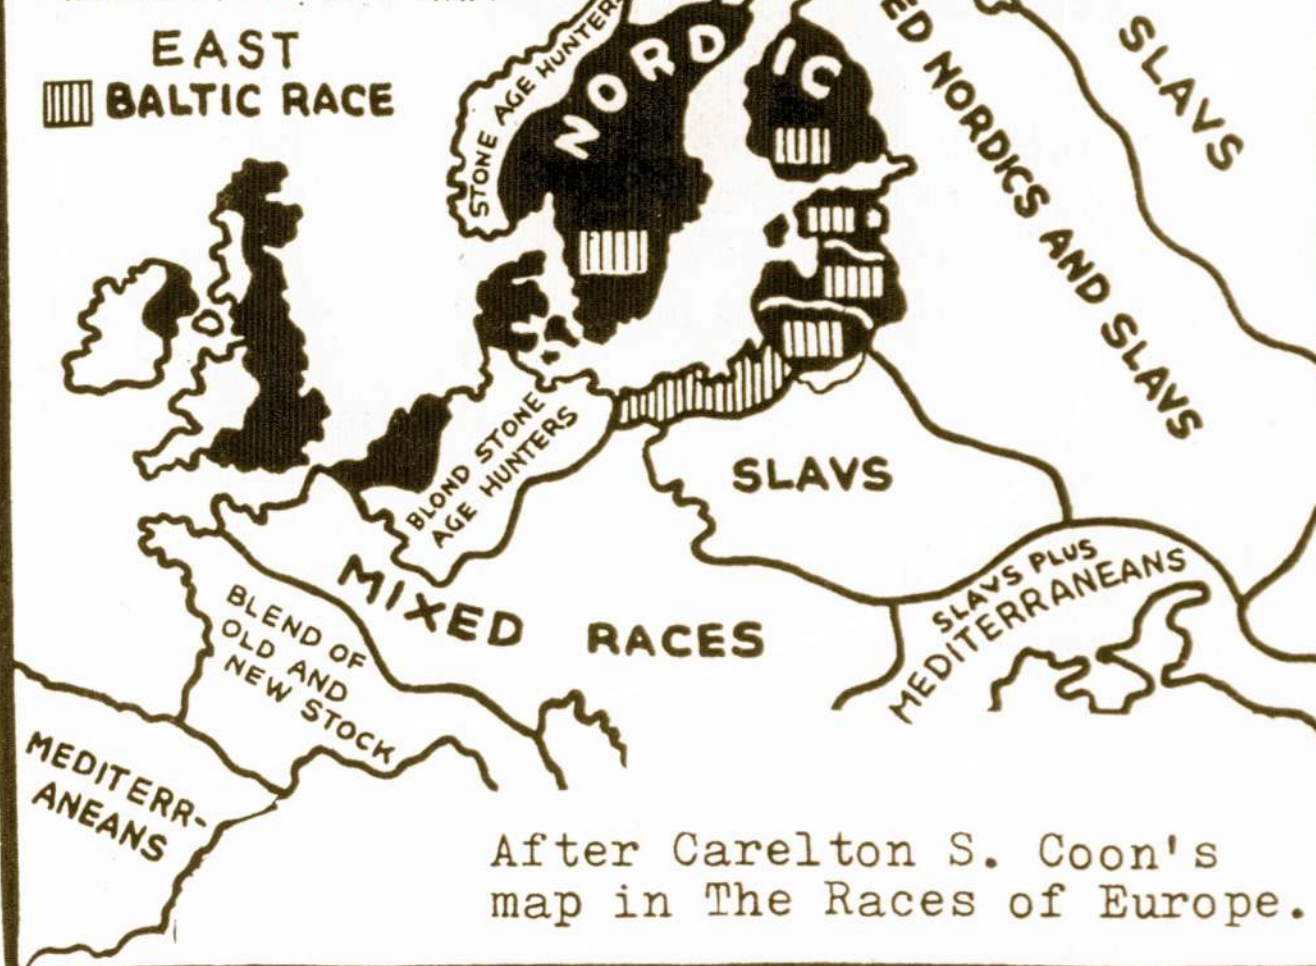 EAST
BALTIC RACE
STONE AGE HUNTERS
NORDIC
ED NORDICS AND SLAVS
SLAVS
BLOND STONE
AGE HUNTERS
SLAVS
MIXED RACES
SLAVS PLUS
MEDITERRANEANS
BLEND OF
OLD AND
NEW STOCK
MEDITERR-
ANEANS
After Carelton S. Coon's
map in The Races of Europe.